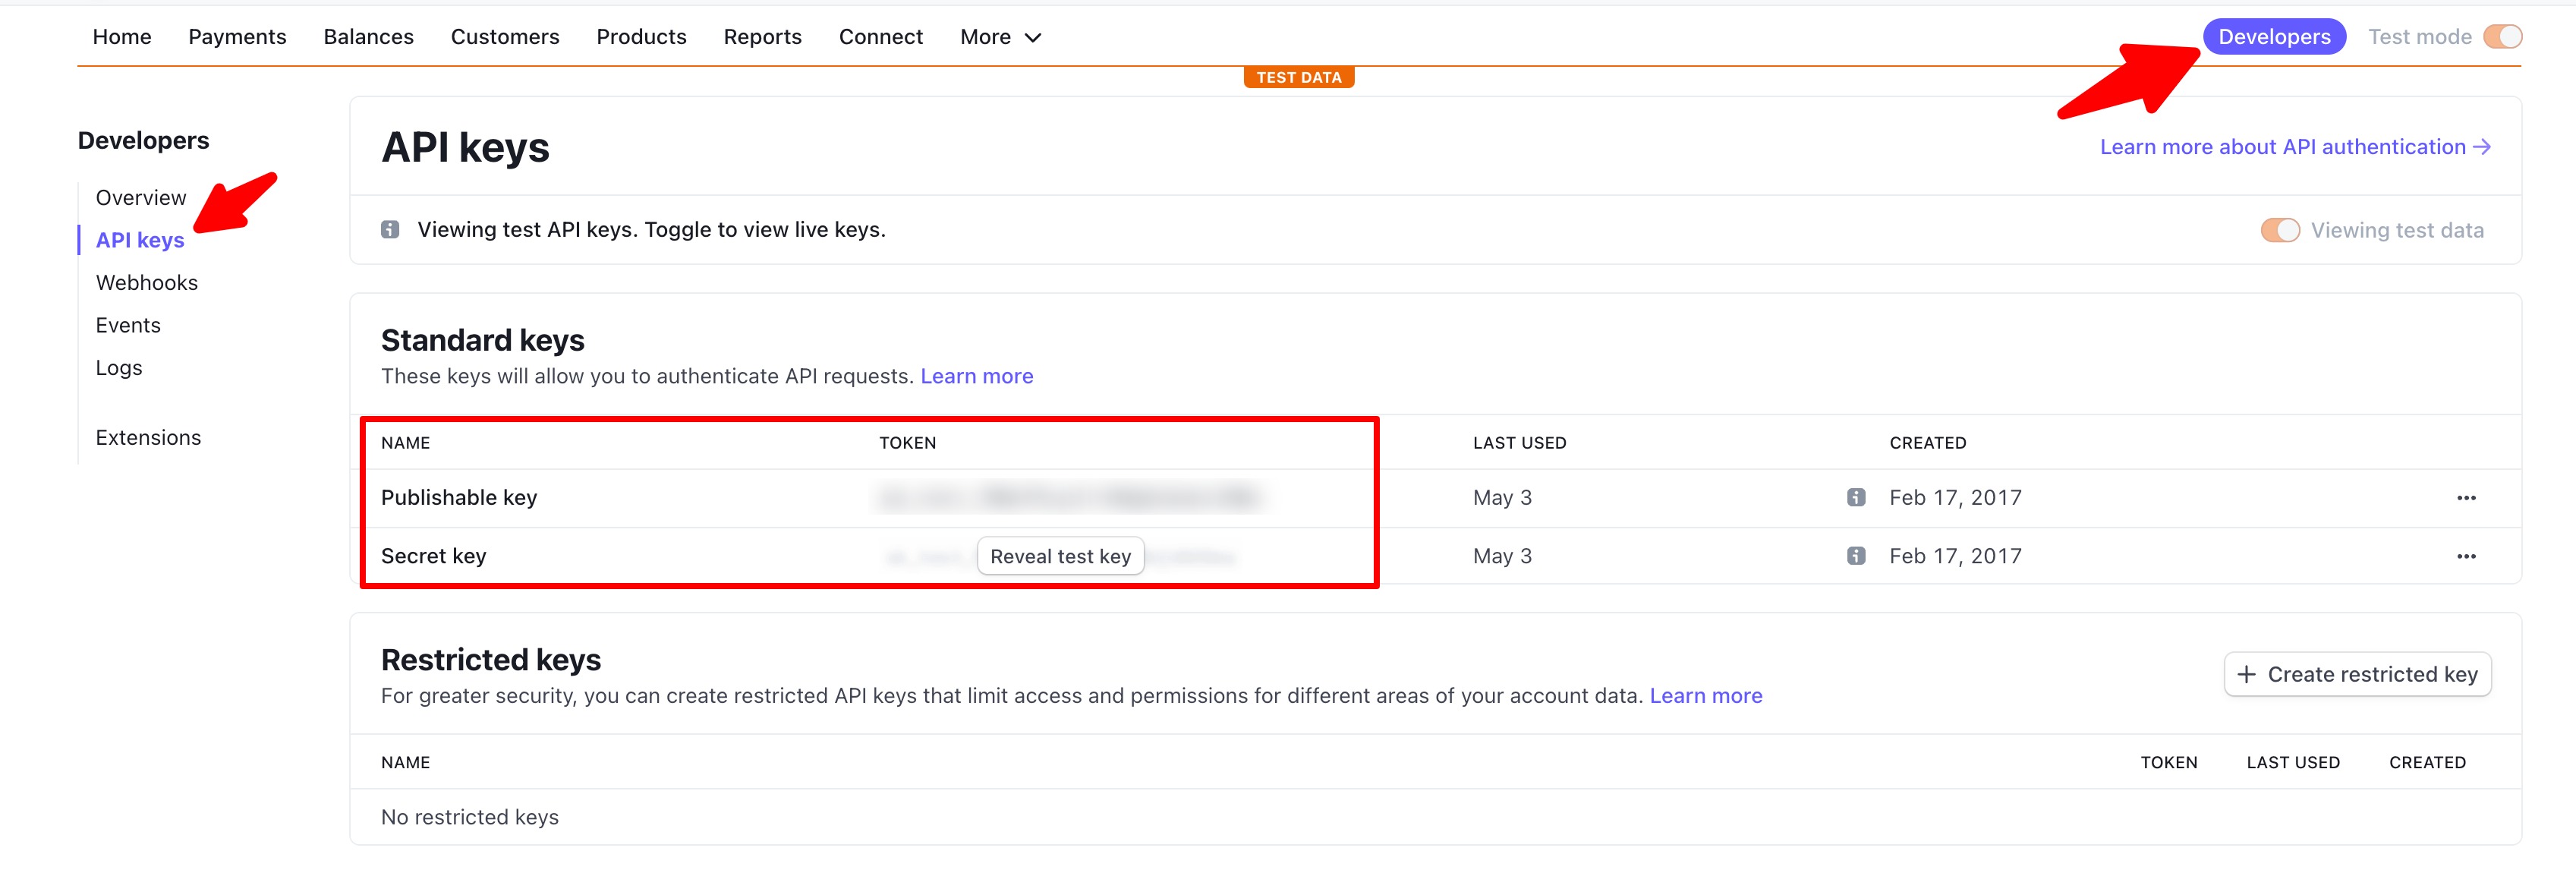 Home Payments Balances Customers Products Reports Connect More Developers Test mode
TEST DATA
Developers
Overview
API keys
Webhooks
Events
Logs
Extensions
API keys
Learn more about API authentication →
Viewing test API keys. Toggle to view live keys.
Viewing test data
Standard keys
These keys will allow you to authenticate API requests. Learn more
NAME TOKEN LAST USED CREATED
Publishable key May 3 Feb 17, 2017
Secret key Reveal test key May 3 Feb 17, 2017
Restricted keys
For greater security, you can create restricted API keys that limit access and permissions for different areas of your account data. Learn more
+ Create restricted key
NAME TOKEN LAST USED CREATED
No restricted keys